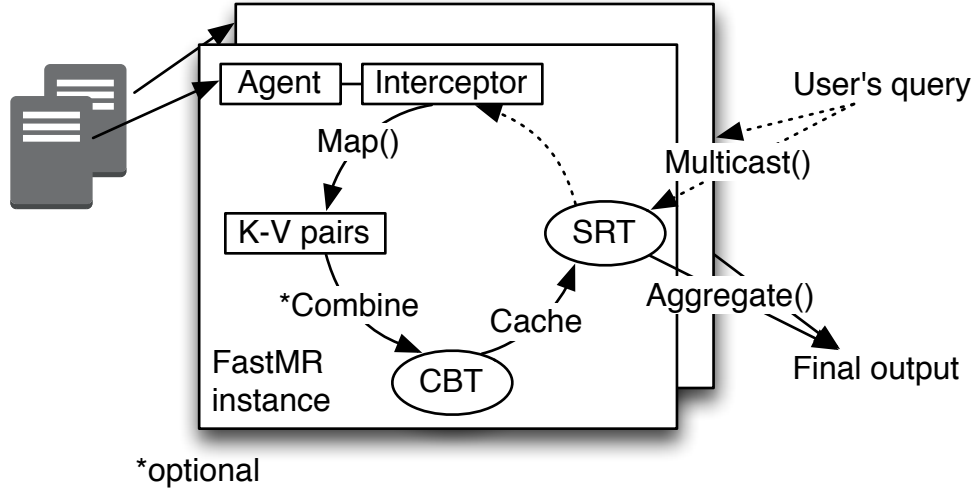 Agent
Interceptor
User's query
Map()
Multicast()
K-V pairs
SRT
*Combine
Aggregate()
Cache
FastMR
instance
CBT
Final output
*optional